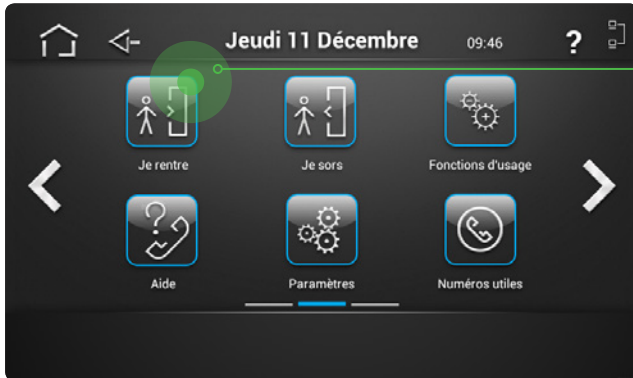 Jeudi 11 Décembre 09:46 ?
Je rentre Je sors Fonctions d'usage
Aide Paramètres Numéros utiles